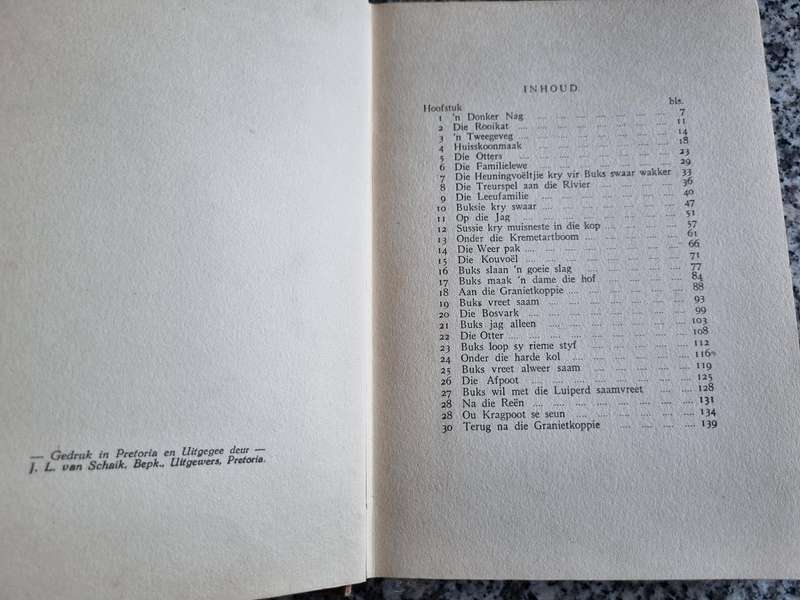 — Gedruk in Pretoria en Uitgegee deur —
J. L. van Schaik, Bepk., Uitgewers, Pretoria.
INHOUD
Hoofstuk bls.
1 'n Donker Nag .... .... .... .... .... .... 7
2 Die Rooikat .... .... .... .... .... .... 11
3 'n Tweegeveg .... .... .... .... .... .... 14
4 Huisskoonmaak .... .... .... .... .... .... 18
5 Die Otters .... .... .... .... .... .... 23
6 Die Familielewe .... .... .... .... .... 29
7 Die Heuningvoëltjie kry vir Buks swaar wakker 33
8 Die Treurspel aan die Rivier .... .... .... 36
9 Die Leeufamilie .... .... .... .... .... 40
10 Buksie kry swaar .... .... .... .... .... 47
11 Op die Jag .... .... .... .... .... .... 51
12 Sussie kry muisneste in die kop .... .... .... 57
13 Onder die Kremetartboom .... .... .... .... 61
14 Die Weer pak .... .... .... .... .... .... 66
15 Die Kouvoël .... .... .... .... .... .... 71
16 Buks slaan 'n goeie slag .... .... .... .... 77
17 Buks maak 'n dame die hof .... .... .... 84
18 Aan die Granietkoppie .... .... .... .... 88
19 Buks vreet saam .... .... .... .... .... 93
20 Die Bosvark .... .... .... .... .... .... 99
21 Buks jag alleen .... .... .... .... .... 103
22 Die Otter .... .... .... .... .... .... 108
23 Buks loop sy rieme styf .... .... .... .... 112
24 Onder die harde kol .... .... .... .... 116
25 Buks vreet alweer saam .... .... .... .... 119
26 Die Afpoot .... .... .... .... .... .... 125
27 Buks wil met die Luiperd saamvreet .... .... 128
28 Na die Reën .... .... .... .... .... .... 131
28 Ou Kragpoot se seun .... .... .... .... 134
30 Terug na die Granietkoppie .... .... .... 139